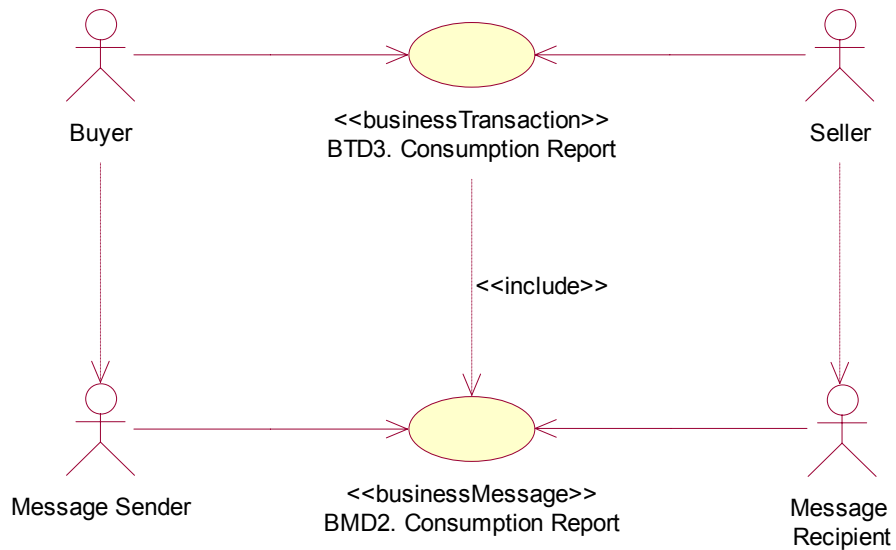 Buyer
<<businessTransaction>>
BTD3. Consumption Report
Seller
<<include>>
Message Sender
<<businessMessage>>
BMD2. Consumption Report
Message
Recipient